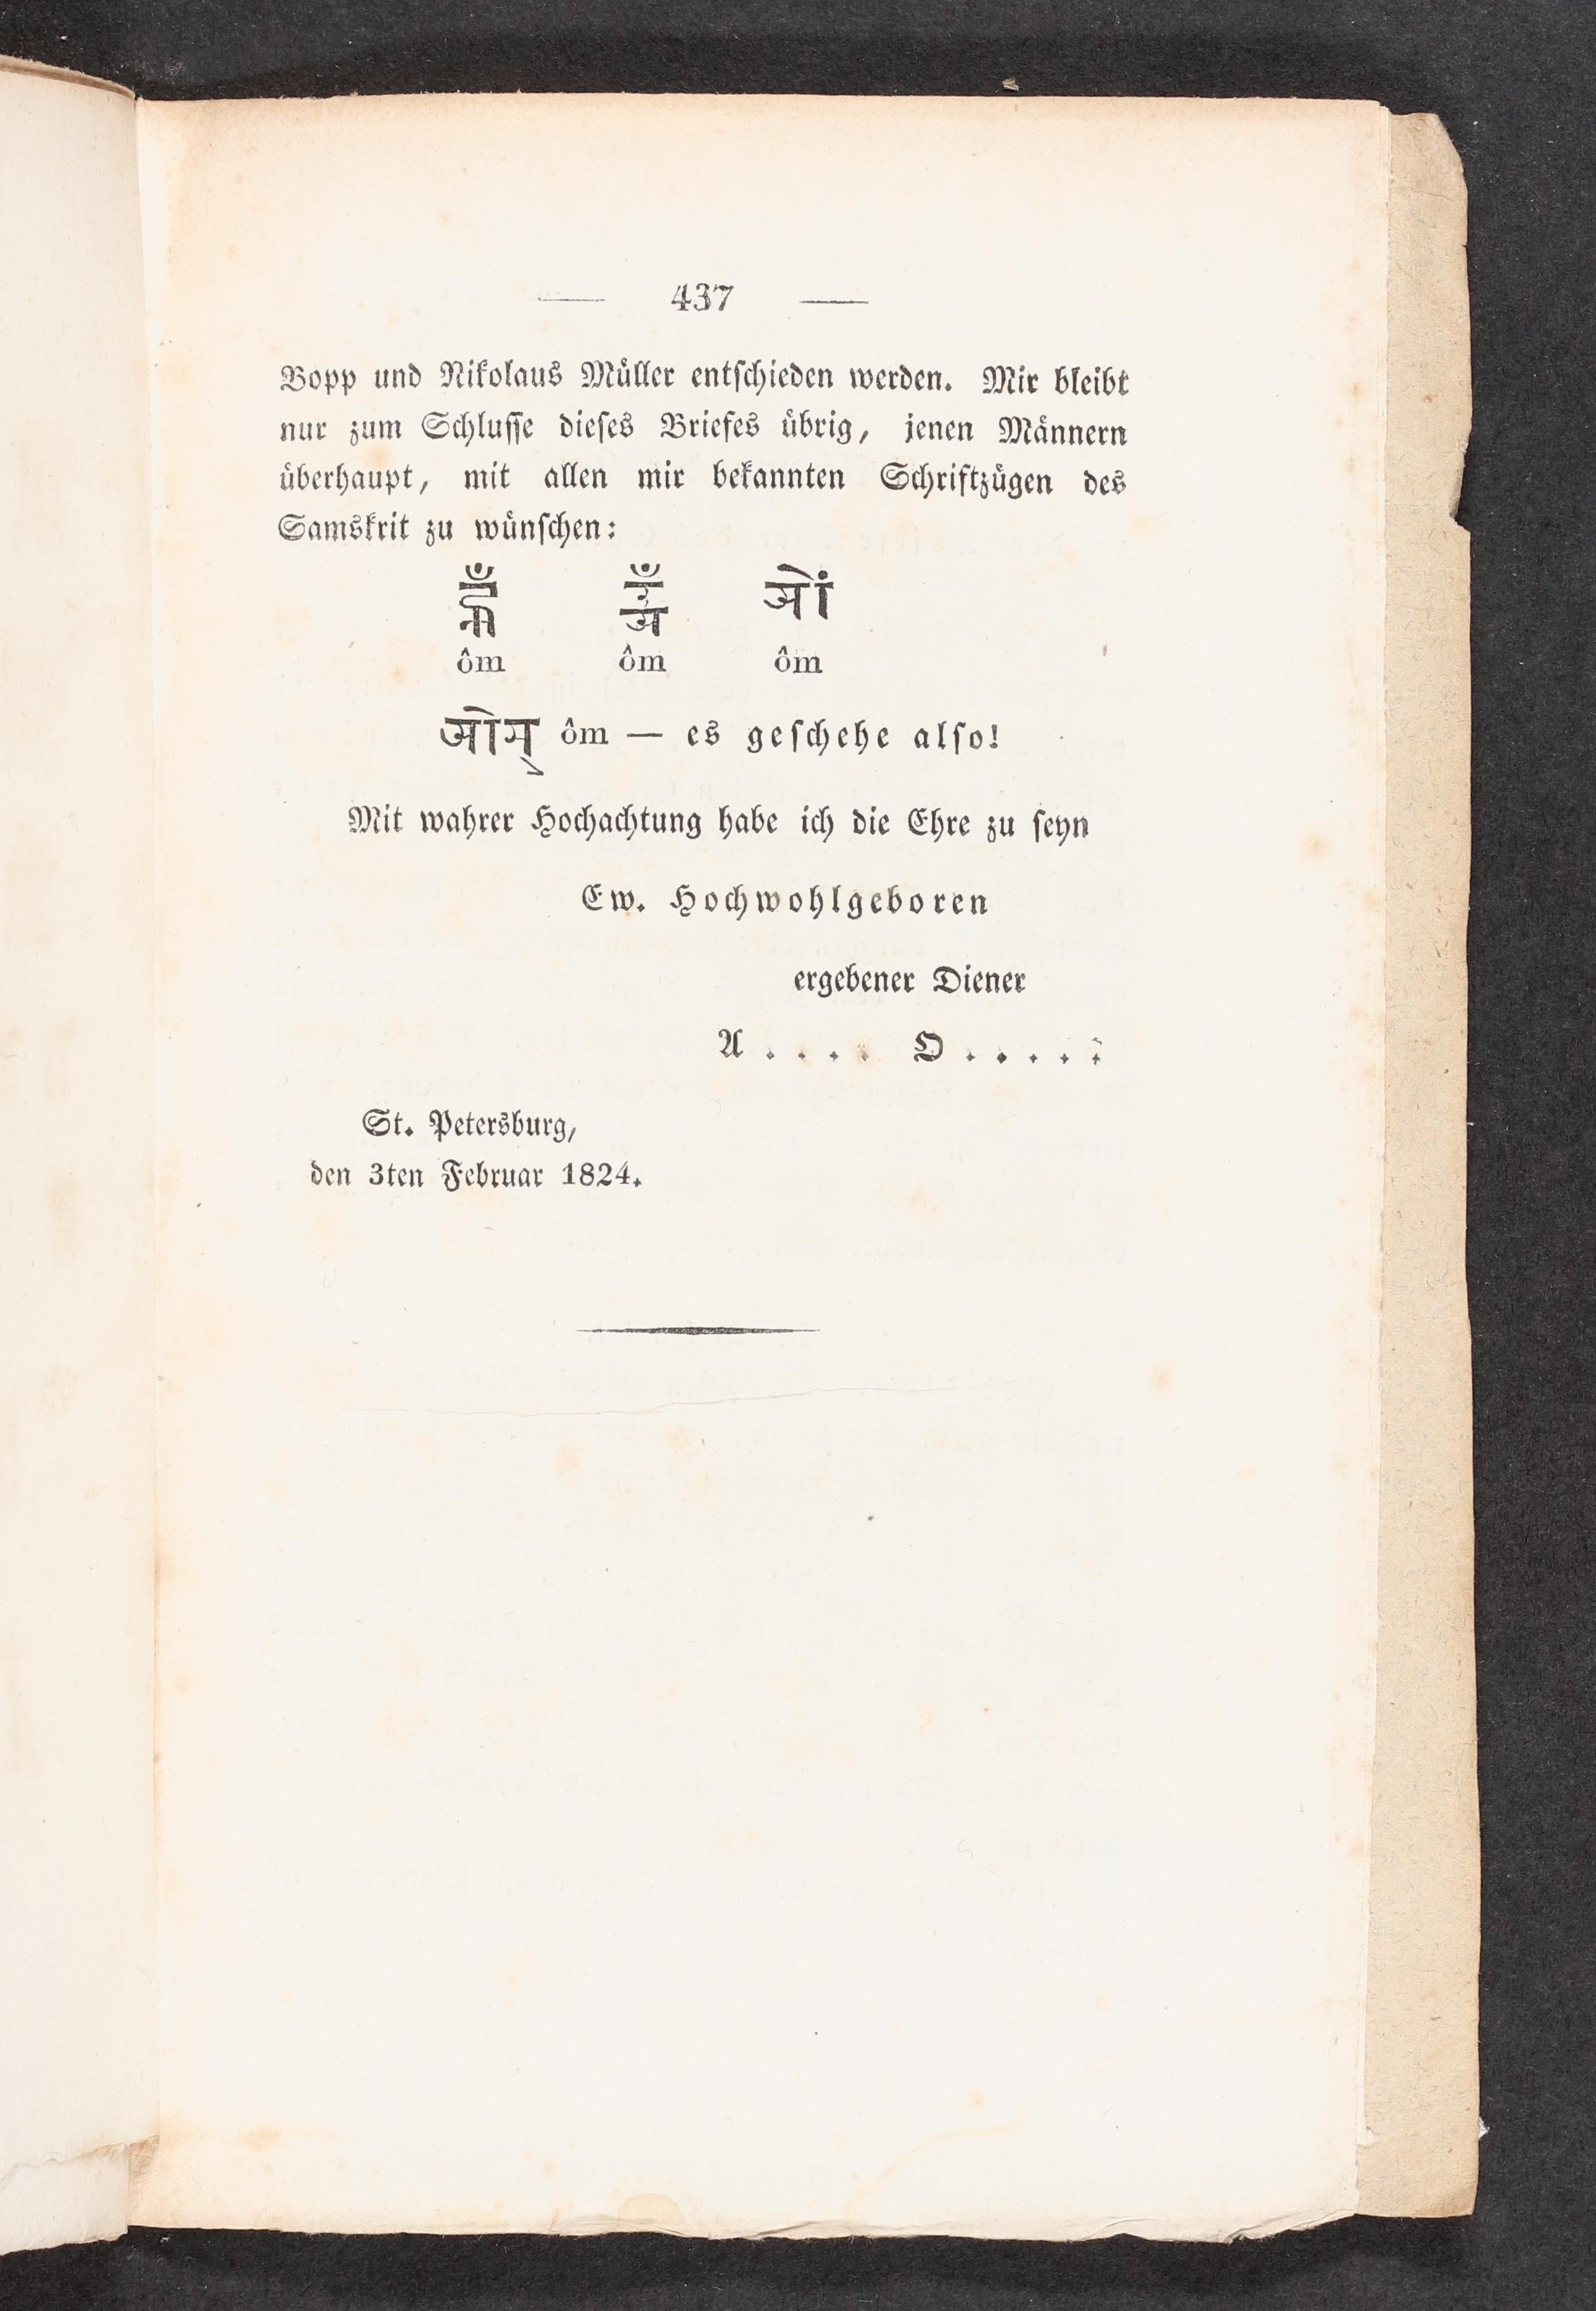 — 437 —
Bopp und Nikolaus Müller entſchieden werden. Mir bleibt
nur zum Schluſſe dieſes Briefes übrig, jenen Männern
überhaupt, mit allen mir bekannten Schriftzügen des
Samskrit zu wünſchen:
ओं
ôm ôm ôm
ओम् ôm — es geſchehe alſo!
Mit wahrer Hochachtung habe ich die Ehre zu ſeyn
Ew. Hochwohlgeboren
ergebener Diener
A . . . . O . . . . .
St. Petersburg,
den 3ten Februar 1824.